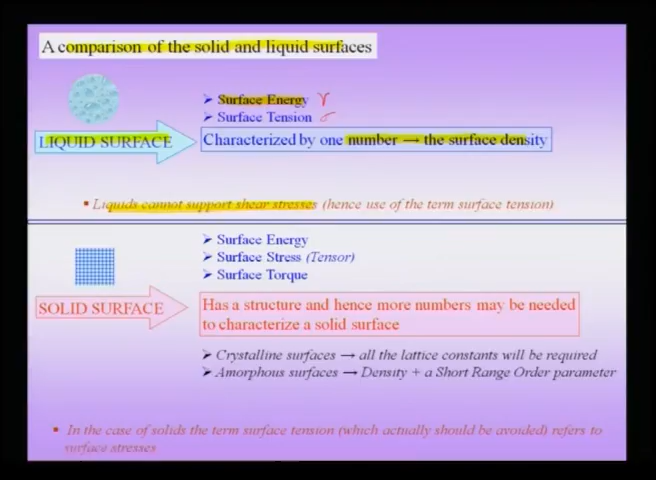 A comparison of the solid and liquid surfaces
➢ Surface Energy γ
➢ Surface Tension
LIQUID SURFACE
Characterized by one number → the surface density
▪ Liquids cannot support shear stresses (hence use of the term surface tension)
➢ Surface Energy
➢ Surface Stress (Tensor)
➢ Surface Torque
SOLID SURFACE
Has a structure and hence more numbers may be needed
to characterize a solid surface
➢ Crystalline surfaces → all the lattice constants will be required
➢ Amorphous surfaces → Density + a Short Range Order parameter
▪ In the case of solids the term surface tension (which actually should be avoided) refers to
surface stresses